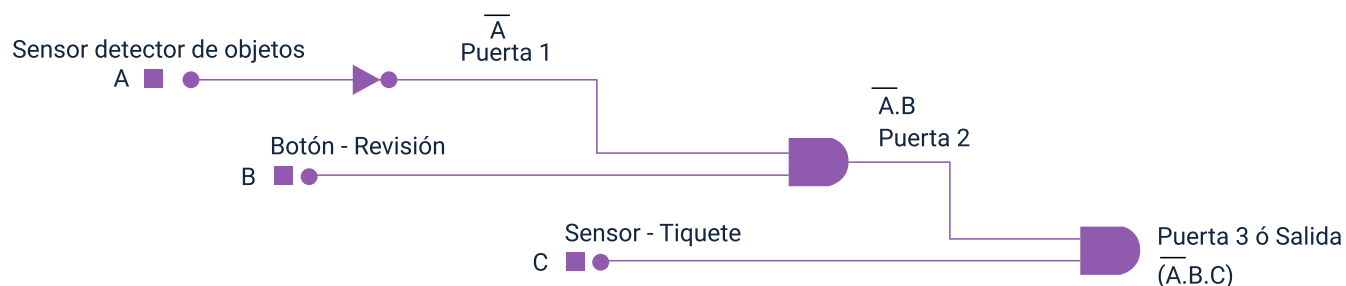 A̅
Puerta 1
Sensor detector de objetos
A
A̅.B
Puerta 2
Botón - Revisión
B
Sensor - Tiquete
C
Puerta 3 ó Salida
(A̅.B.C)